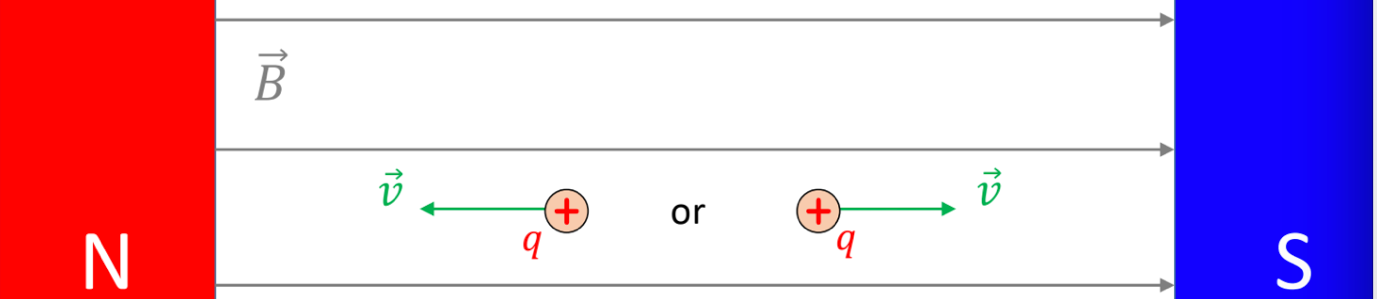 B⃗
v⃗ or v⃗
+ +
q q
N S